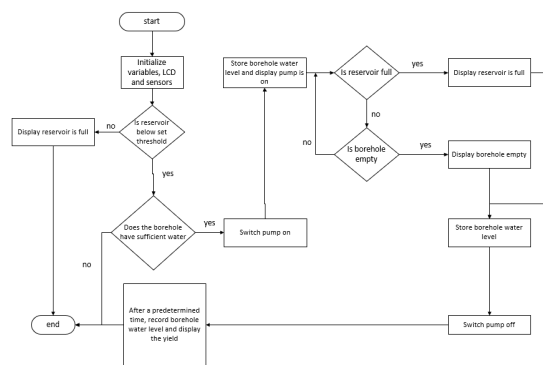 start
Initialize
variables, LCD
and sensors
Is reservoir
below set
threshold
no
Display reservoir is full
yes
Does the borehole
have sufficient water
no
yes
Switch pump on
Store borehole water
level and display pump is
on
Is reservoir full
yes
Display reservoir is full
no
Is borehole
empty
no
yes
Display borehole empty
Store borehole water
level
Switch pump off
After a predetermined
time, record borehole
water level and display
the yield
end